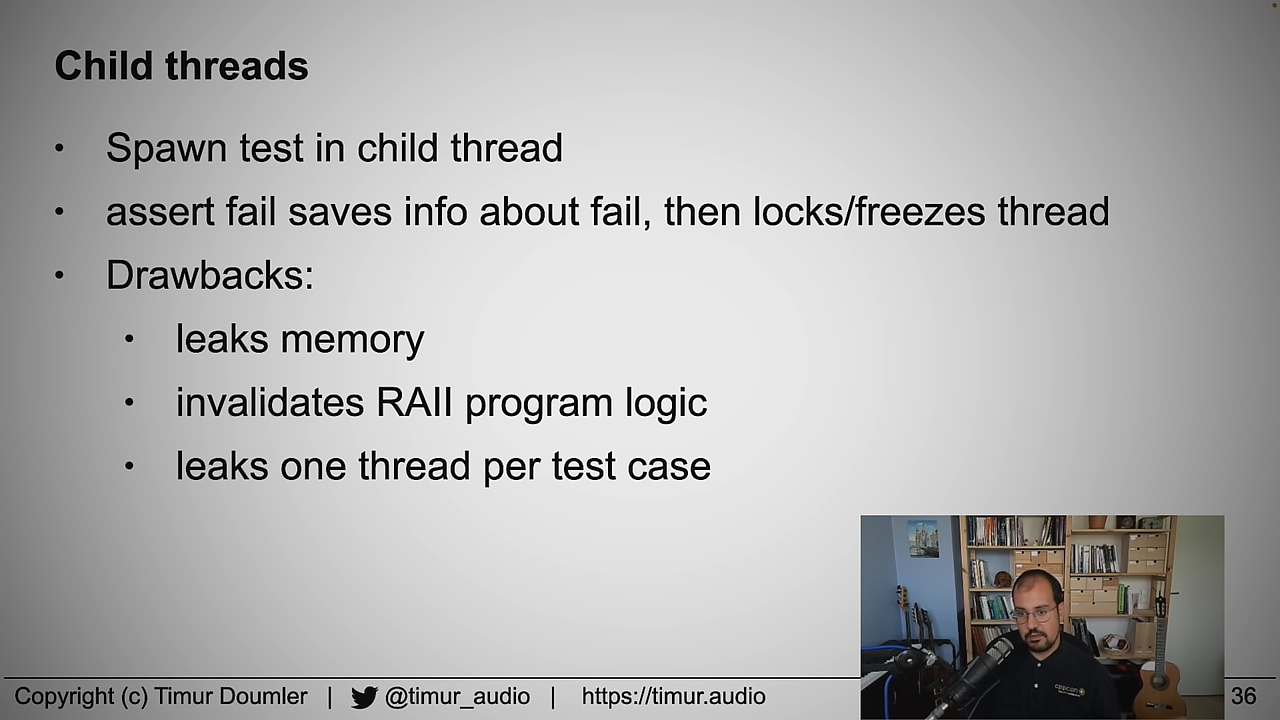 Child threads
• Spawn test in child thread
• assert fail saves info about fail, then locks/freezes thread
• Drawbacks:
• leaks memory
• invalidates RAII program logic
• leaks one thread per test case
cppcon
Copyright (c) Timur Doumler | @timur_audio | https://timur.audio 36